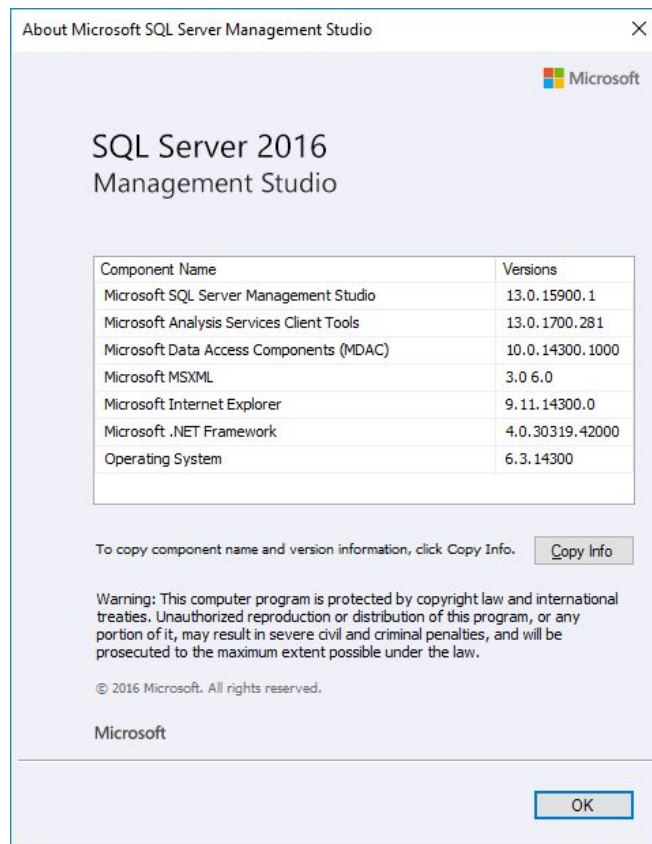 About Microsoft SQL Server Management Studio
Microsoft
SQL Server 2016
Management Studio
Component Name Versions
Microsoft SQL Server Management Studio 13.0.15900.1
Microsoft Analysis Services Client Tools 13.0.1700.281
Microsoft Data Access Components (MDAC) 10.0.14300.1000
Microsoft MSXML 3.0 6.0
Microsoft Internet Explorer 9.11.14300.0
Microsoft .NET Framework 4.0.30319.42000
Operating System 6.3.14300
To copy component name and version information, click Copy Info. Copy Info
Warning: This computer program is protected by copyright law and international
treaties. Unauthorized reproduction or distribution of this program, or any
portion of it, may result in severe civil and criminal penalties, and will be
prosecuted to the maximum extent possible under the law.
© 2016 Microsoft. All rights reserved.
Microsoft
OK